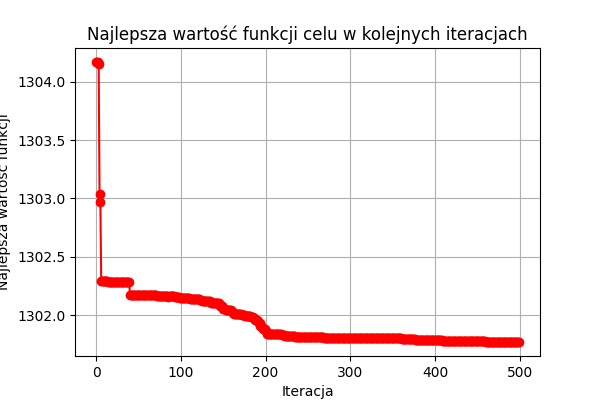 Najlepsza wartość funkcji celu w kolejnych iteracjach
Najlepsza wartość funkcji
1304.0
1303.5
1303.0
1302.5
1302.0
0 100 200 300 400 500
Iteracja